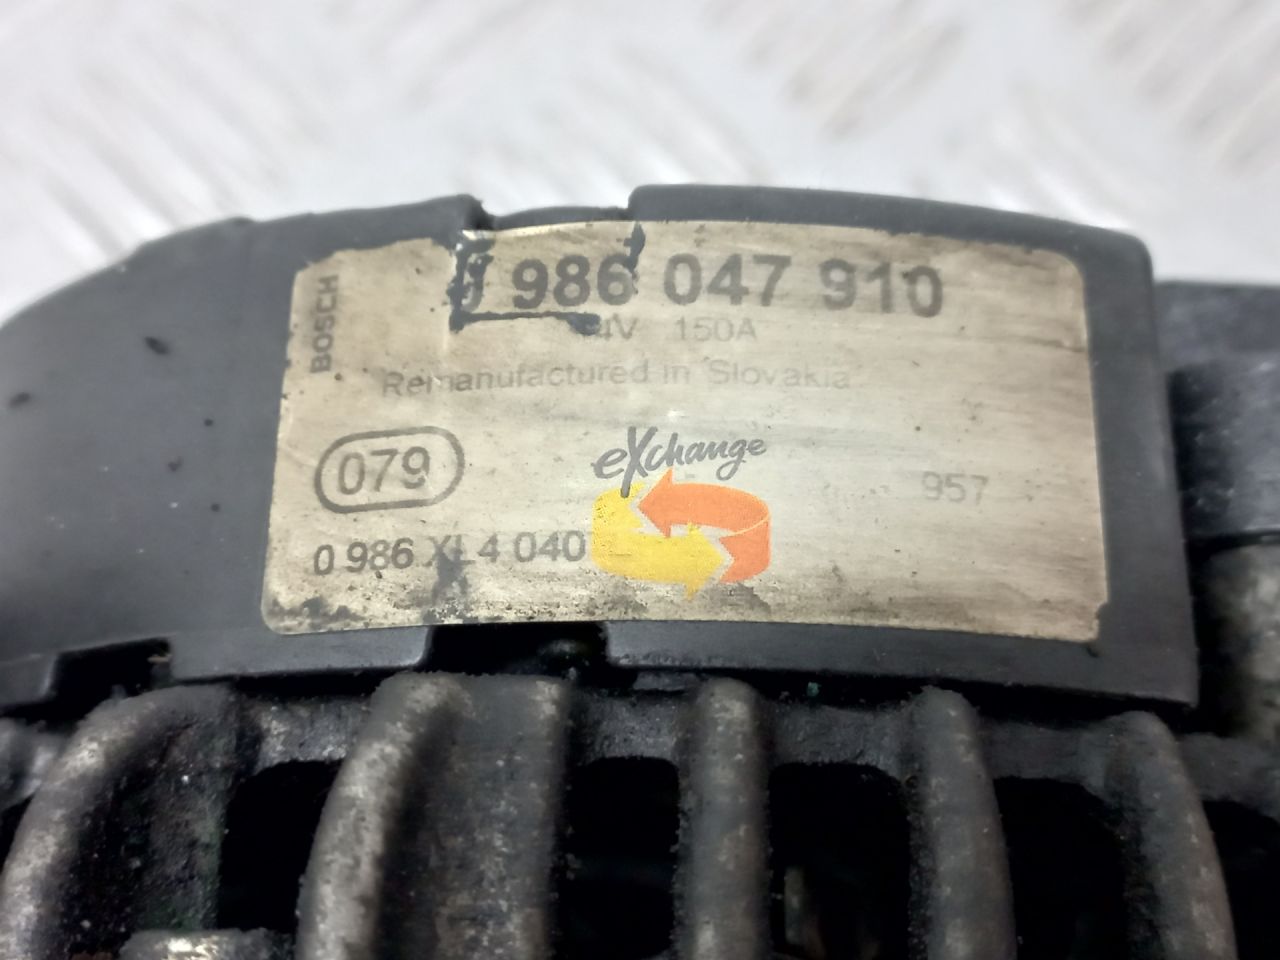 BOSCH
0 986 047 910
14V 150A
Remanufactured in Slovakia
eXchange
079
957
0 986 XL4 040